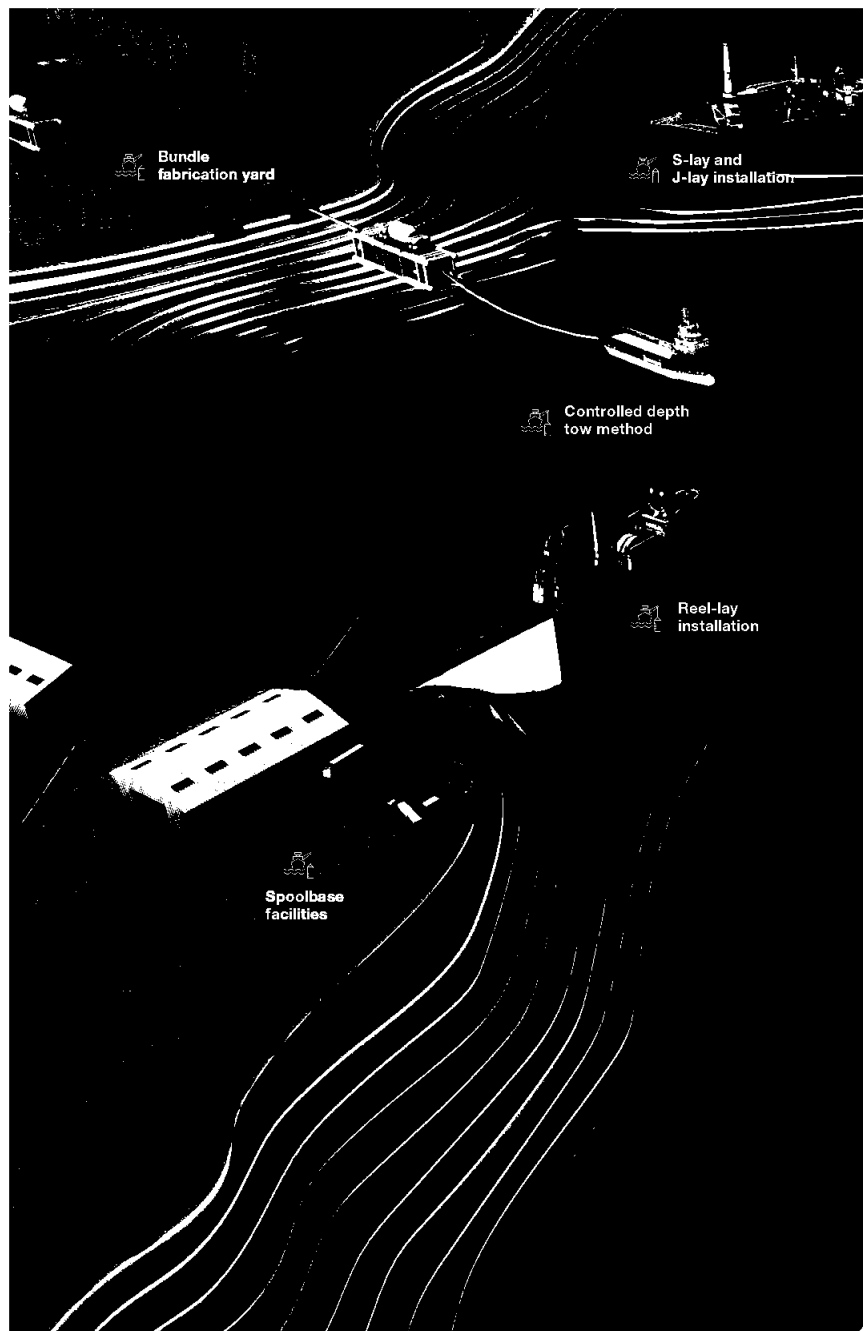 Bundle
fabrication yard
S-lay and
J-lay installation
Controlled depth
tow method
Reel-lay
installation
Spoolbase
facilities